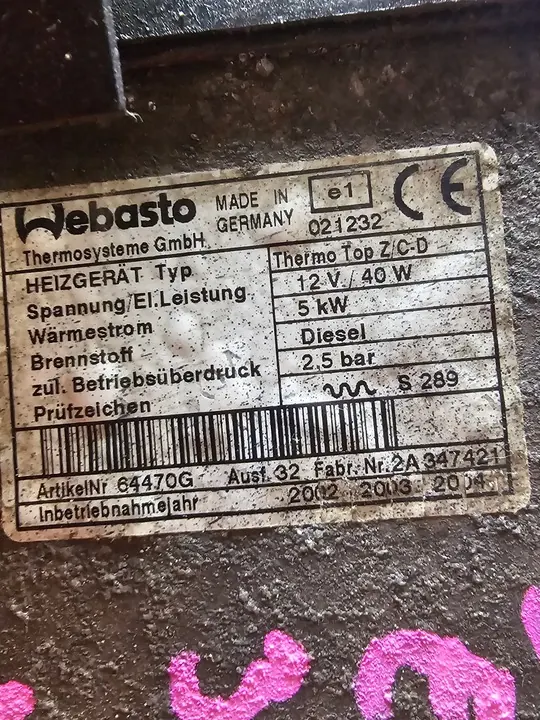 Webasto MADE IN GERMANY e1 CE
Thermosysteme GmbH 021232
HEIZGERÄT Typ Thermo Top Z/C-D
Spannung/El.Leistung 12 V / 40 W
Wärmestrom 5 kW
Brennstoff Diesel
zul. Betriebsüberdruck 2,5 bar
Prüfzeichen S 289
ArtikelNr 64470G Ausf. 32 Fabr. Nr. 2A347421
Inbetriebnahmejahr 2002 2003 2004